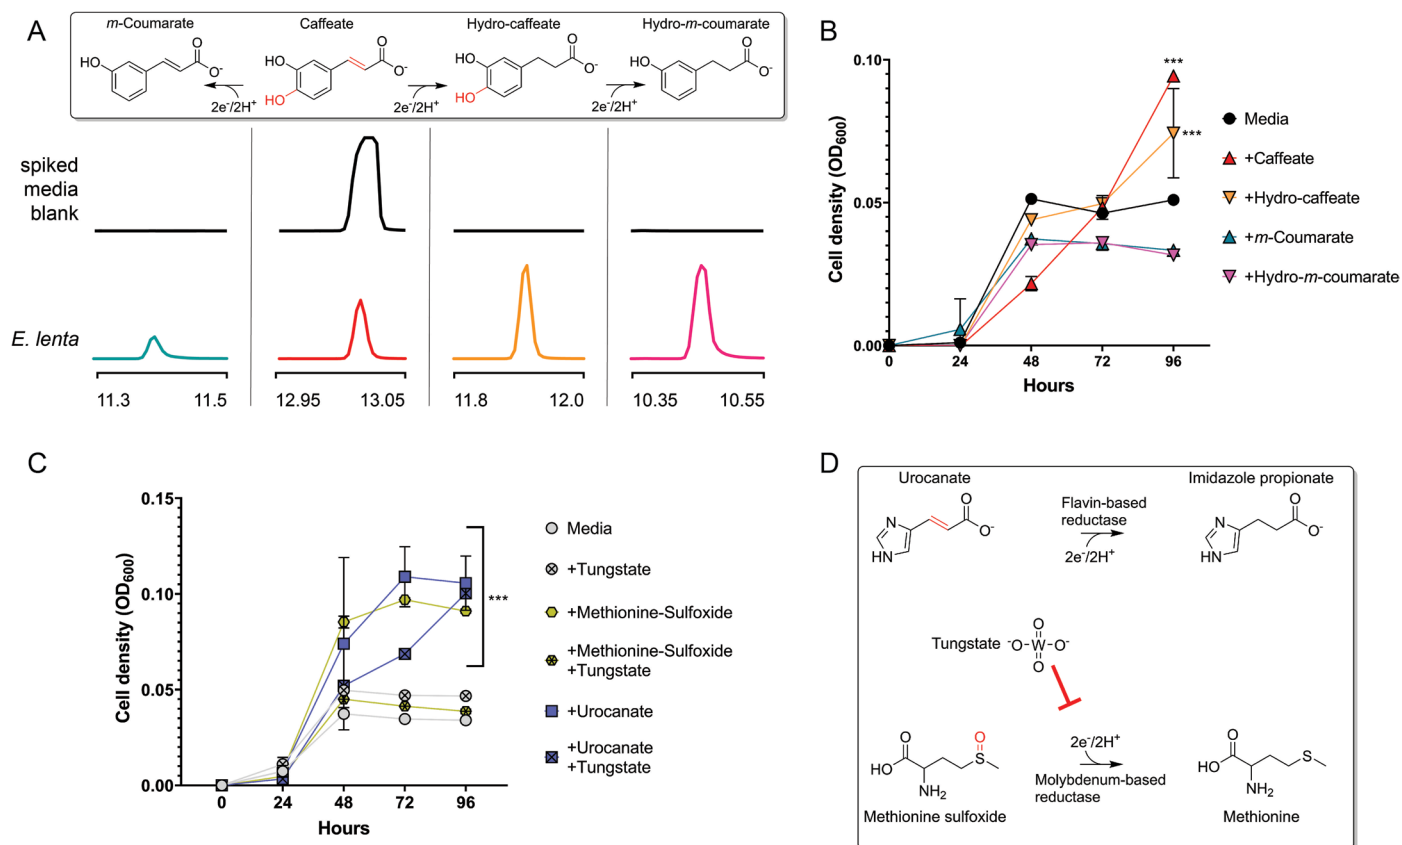 A
m-Coumarate
Caffeate
Hydro-caffeate
Hydro-m-coumarate
HO
O
O-
2e-/2H+
HO
HO
O
O-
2e-/2H+
HO
HO
O
O-
2e-/2H+
HO
O
O-
spiked
media
blank
E. lenta
11.3 11.5
12.95 13.05
11.8 12.0
10.35 10.55
B
Cell density (OD600)
0.10
0.05
0.00
0 24 48 72 96
Hours
***
***
Media
+Caffeate
+Hydro-caffeate
+m-Coumarate
+Hydro-m-coumarate
C
Cell density (OD600)
0.15
0.10
0.05
0.00
0 24 48 72 96
Hours
***
Media
+Tungstate
+Methionine-Sulfoxide
+Methionine-Sulfoxide
+Tungstate
+Urocanate
+Urocanate
+Tungstate
D
Urocanate
Imidazole propionate
N
HN
O
O-
Flavin-based
reductase
2e-/2H+
N
HN
O
O-
Tungstate
O
-O W O-
O
O
HO
NH2
O
S
Methionine sulfoxide
2e-/2H+
Molybdenum-based
reductase
O
HO
NH2
S
Methionine